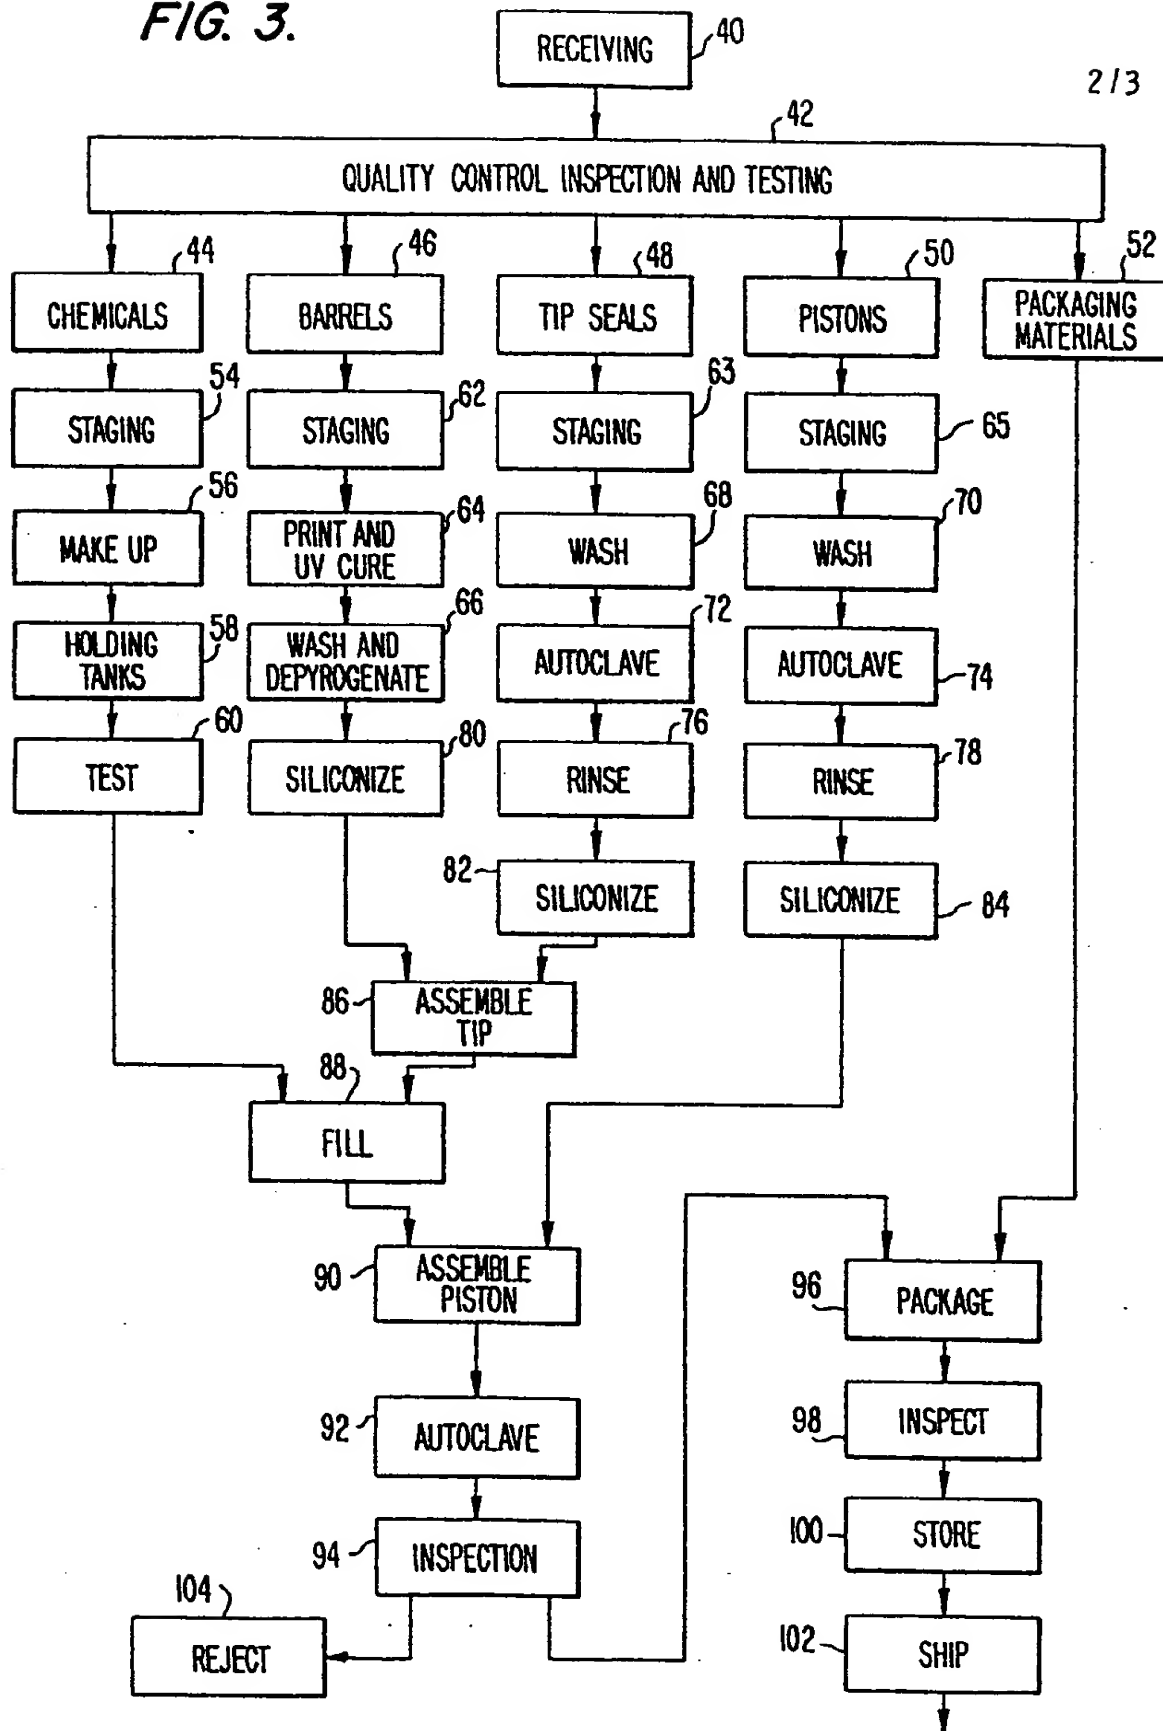 FIG. 3.
RECEIVING
40
2/3
42
QUALITY CONTROL INSPECTION AND TESTING
44
46
48
50
52
CHEMICALS
BARRELS
TIP SEALS
PISTONS
PACKAGING
MATERIALS
54
62
63
65
STAGING
STAGING
STAGING
STAGING
56
64
68
70
MAKE UP
PRINT AND
UV CURE
WASH
WASH
58
66
72
74
HOLDING
TANKS
WASH AND
DEPYROGENATE
AUTOCLAVE
AUTOCLAVE
60
80
76
78
TEST
SILICONIZE
RINSE
RINSE
82
SILICONIZE
SILICONIZE
84
86
ASSEMBLE
TIP
88
FILL
90
ASSEMBLE
PISTON
96
PACKAGE
92
AUTOCLAVE
98
INSPECT
94
INSPECTION
100
STORE
104
REJECT
102
SHIP